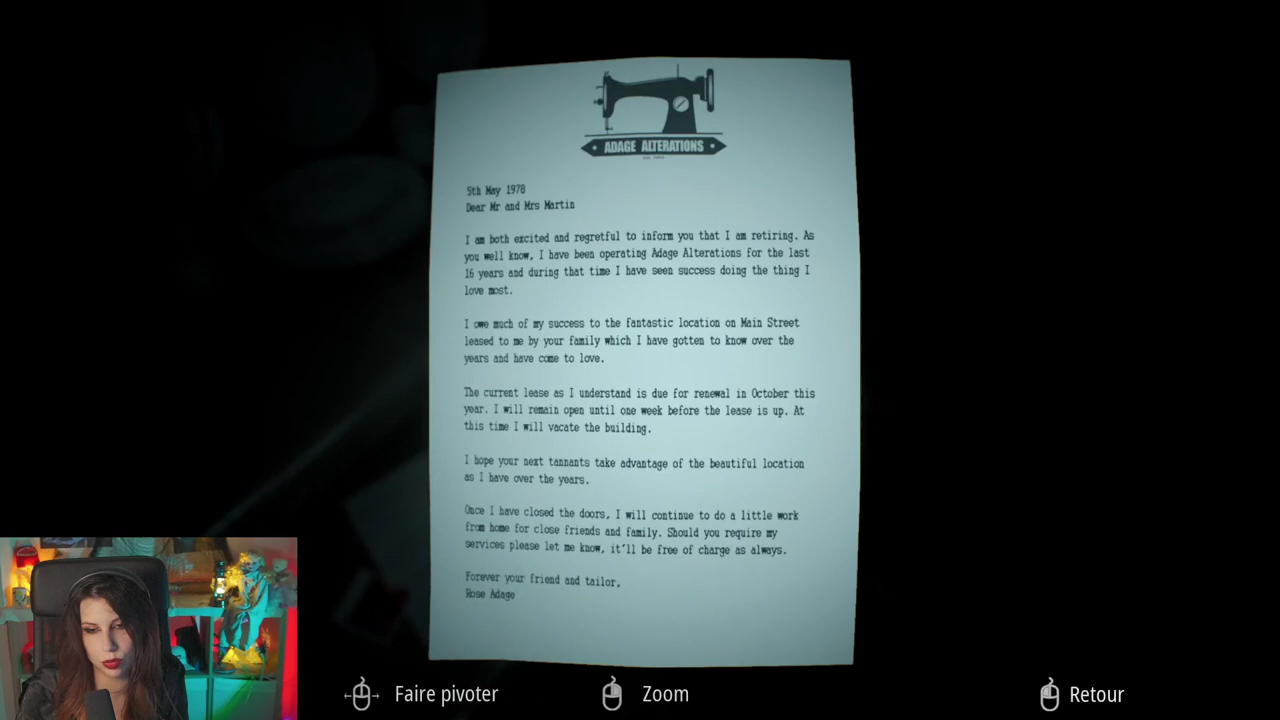 ADAGE ALTERATIONS
5th May 1978
Dear Mr and Mrs Martin
I am both excited and regretful to inform you that I am retiring. As
you well know, I have been operating Adage Alterations for the last
16 years and during that time I have seen success doing the thing I
love most.
I owe much of my success to the fantastic location on Main Street
leased to me by your family which I have gotten to know over the
years and have come to love.
The current lease as I understand is due for renewal in October this
year. I will remain open until one week before the lease is up. At
this time I will vacate the building.
I hope your next tannants take advantage of the beautiful location
as I have over the years.
Once I have closed the doors, I will continue to do a little work
from home for close friends and family. Should you require my
services please let me know, it'll be free of charge as always.
Forever your friend and tailor,
Rose Adage
Faire pivoter
Zoom
Retour